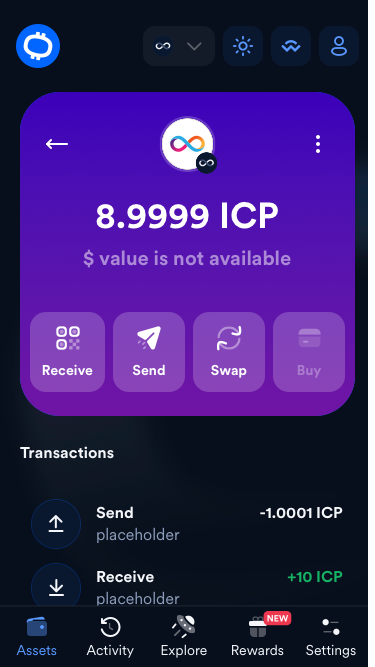 8.9999 ICP
$ value is not available
Receive Send Swap Buy
Transactions
Send -1.0001 ICP
placeholder
Receive +10 ICP
placeholder
NEW
Assets Activity Explore Rewards Settings